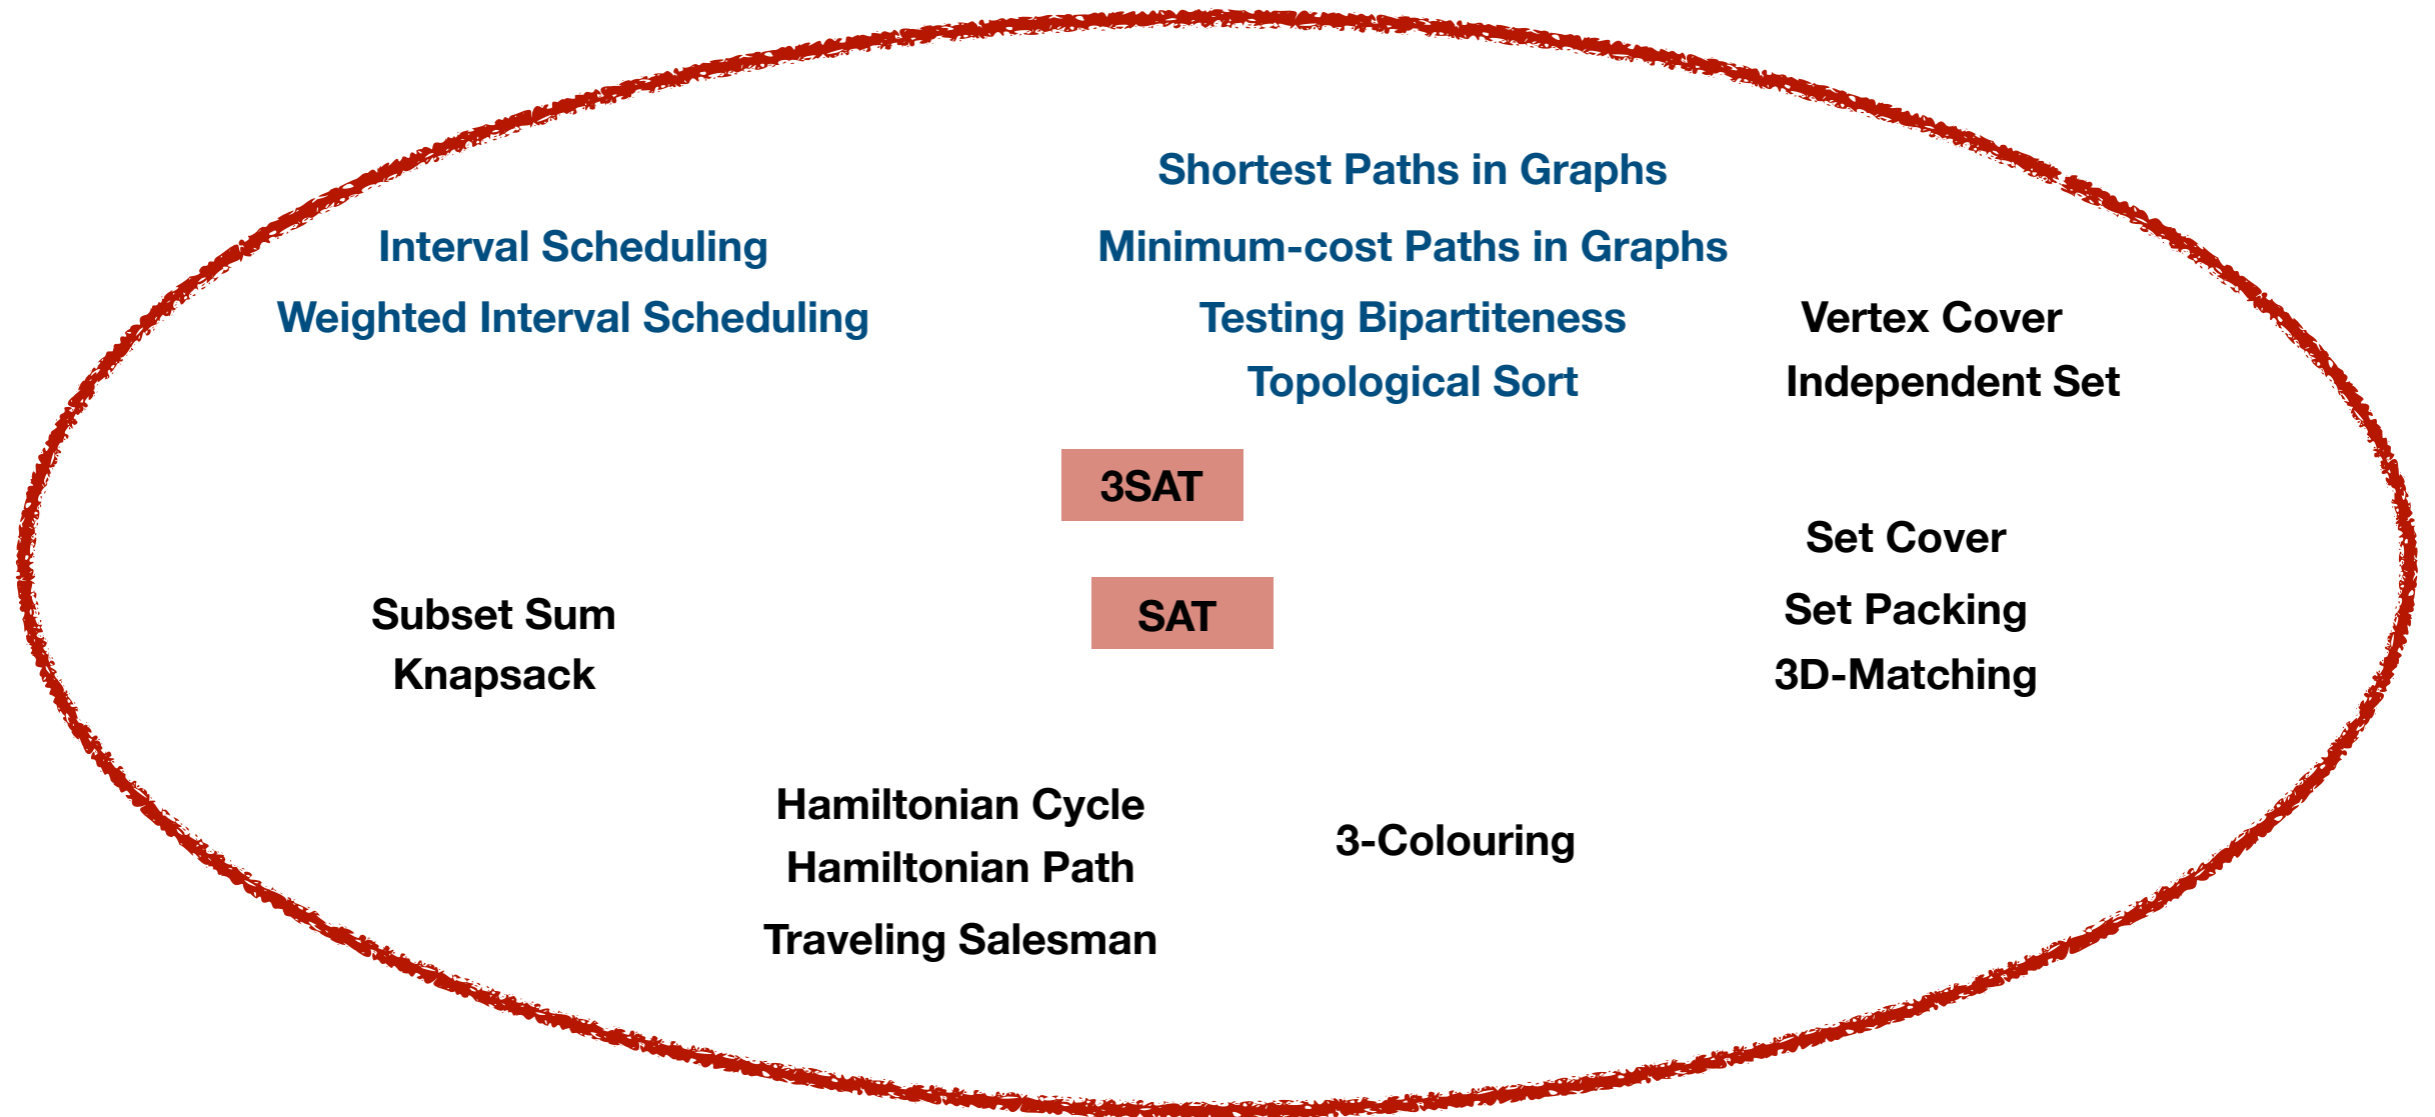 Shortest Paths in Graphs
Interval Scheduling
Minimum-cost Paths in Graphs
Weighted Interval Scheduling
Testing Bipartiteness
Vertex Cover
Topological Sort
Independent Set
3SAT
Set Cover
Subset Sum
SAT
Set Packing
Knapsack
3D-Matching
Hamiltonian Cycle
3-Colouring
Hamiltonian Path
Traveling Salesman